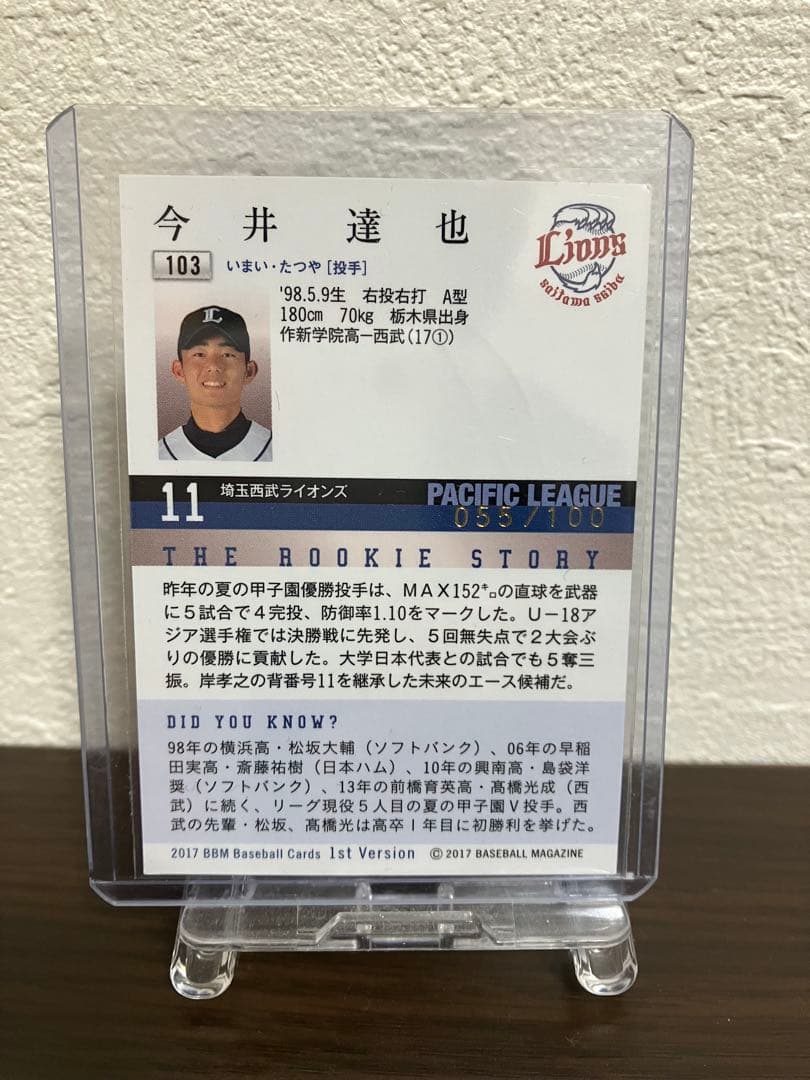 今井達也
Lions
saitama seibu
103 いまい・たつや [投手]
'98.5.9生 右投右打 A型
180cm 70kg 栃木県出身
作新学院高―西武(17①)
L
11 埼玉西武ライオンズ PACIFIC LEAGUE
055/100
THE ROOKIE STORY
昨年の夏の甲子園優勝投手は、MAX152㌔の直球を武器
に5試合で4完投、防御率1.10をマークした。U―18ア
ジア選手権では決勝戦に先発し、5回無失点で2大会ぶ
りの優勝に貢献した。大学日本代表との試合でも5奪三
振。岸孝之の背番号11を継承した未来のエース候補だ。
DID YOU KNOW?
98年の横浜高・松坂大輔(ソフトバンク)、06年の早稲
田実高・斎藤祐樹(日本ハム)、10年の興南高・島袋洋
奨(ソフトバンク)、13年の前橋育英高・髙橋光成(西
武)に続く、リーグ現役5人目の夏の甲子園V投手。西
武の先輩・松坂、髙橋光は高卒1年目に初勝利を挙げた。
2017 BBM Baseball Cards 1st Version © 2017 BASEBALL MAGAZINE